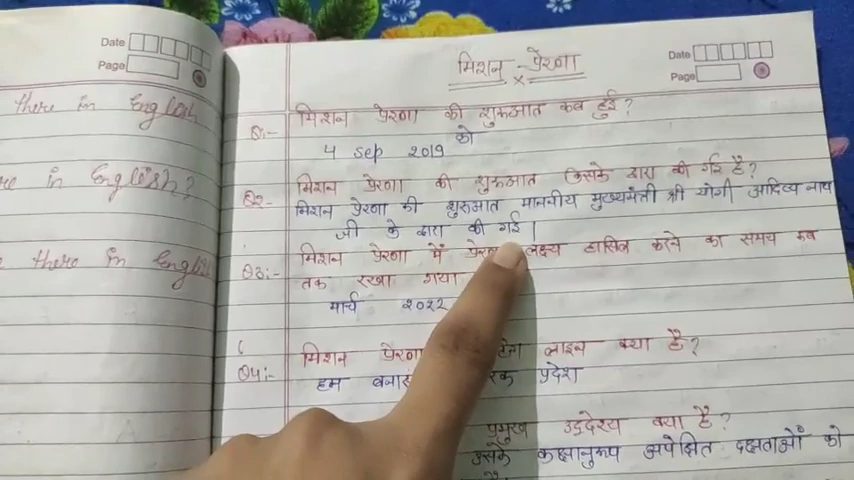 Date
Page
there in English
re in English?
there in English
Date
Page
मिशन प्रेरणा
Q1:- मिशन प्रेरणा की शुरुआत कब हुई?
4 Sep 2019 को
Q2:- मिशन प्रेरणा की शुरुआत किसके द्वारा की गई है?
मिशन प्रेरणा की शुरुआत माननीय मुख्यमंत्री श्री योगी आदित्य नाथ
जी के द्वारा की गई।
Q3:- मिशन प्रेरणा में लक्ष्य हासिल करने का समय कब
तक रखा गया
मार्च २०२२
Q4:- मिशन प्रेरणा लाइन क्या है?
हम प्रदेश
प्रमुख उद्देश्य क्या है?
उसके कक्षानुरूप अपेक्षित दक्षताओं को